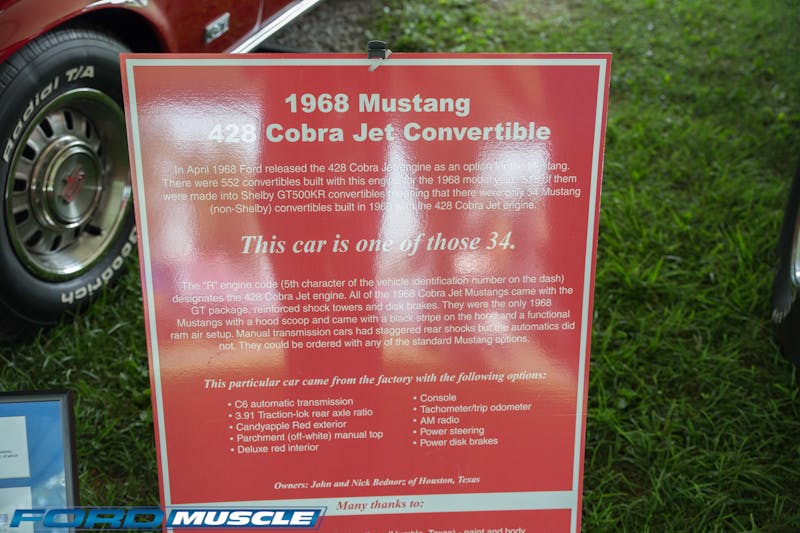 1968 Mustang
428 Cobra Jet Convertible
In April 1968 Ford released the 428 Cobra Jet engine as an option for the Mustang.
There were 552 convertibles built with this engine for the 1968 model year. 518 of them
were made into Shelby GT500KR convertibles meaning that there were only 34 Mustang
(non-Shelby) convertibles built in 1968 with the 428 Cobra Jet engine.
This car is one of those 34.
The "R" engine code (5th character of the vehicle identification number on the dash)
designates the 428 Cobra Jet engine. All of the 1968 Cobra Jet Mustangs came with the
GT package, reinforced shock towers and disk brakes. They were the only 1968
Mustangs with a hood scoop and came with a black stripe on the hood and a functional
ram air setup. Manual transmission cars had staggered rear shocks but the automatics did
not. They could be ordered with any of the standard Mustang options.
This particular car came from the factory with the following options:
• C6 automatic transmission
• 3.91 Traction-lok rear axle ratio
• Candyapple Red exterior
• Parchment (off-white) manual top
• Deluxe red interior
• Console
• Tachometer/trip odometer
• AM radio
• Power steering
• Power disk brakes
Owners: John and Nick Bednorz of Houston, Texas
Many thanks to:
Texas) - paint and body
Radial T/A
Goodrich
FORD MUSCLE